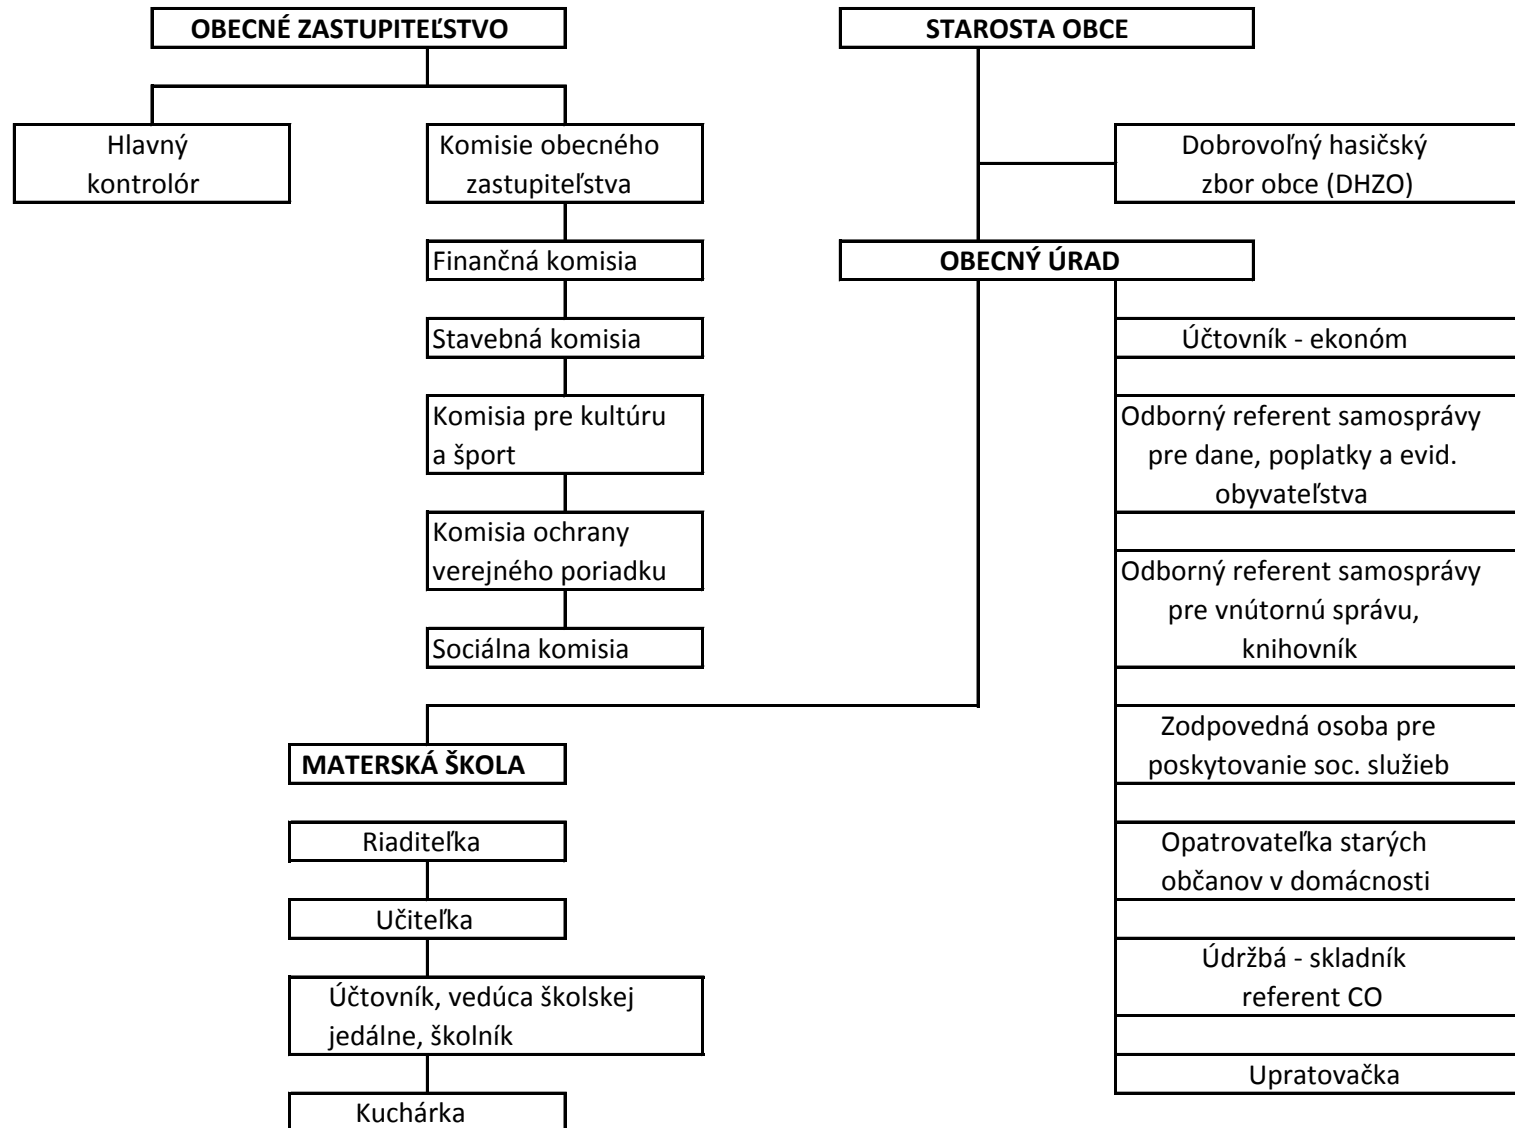 OBECNÉ ZASTUPITEĽSTVO
STAROSTA OBCE
Hlavný
kontrolór
Komisie obecného
zastupiteľstva
Dobrovoľný hasičský
zbor obce (DHZO)
Finančná komisia
OBECNÝ ÚRAD
Stavebná komisia
Účtovník - ekonóm
Komisia pre kultúru
a šport
Odborný referent samosprávy
pre dane, poplatky a evid.
obyvateľstva
Komisia ochrany
verejného poriadku
Odborný referent samosprávy
pre vnútornú správu,
knihovník
Sociálna komisia
Zodpovedná osoba pre
poskytovanie soc. služieb
MATERSKÁ ŠKOLA
Riaditeľka
Opatrovateľka starých
občanov v domácnosti
Učiteľka
Údržbá - skladník
referent CO
Účtovník, vedúca školskej
jedálne, školník
Upratovačka
Kuchárka